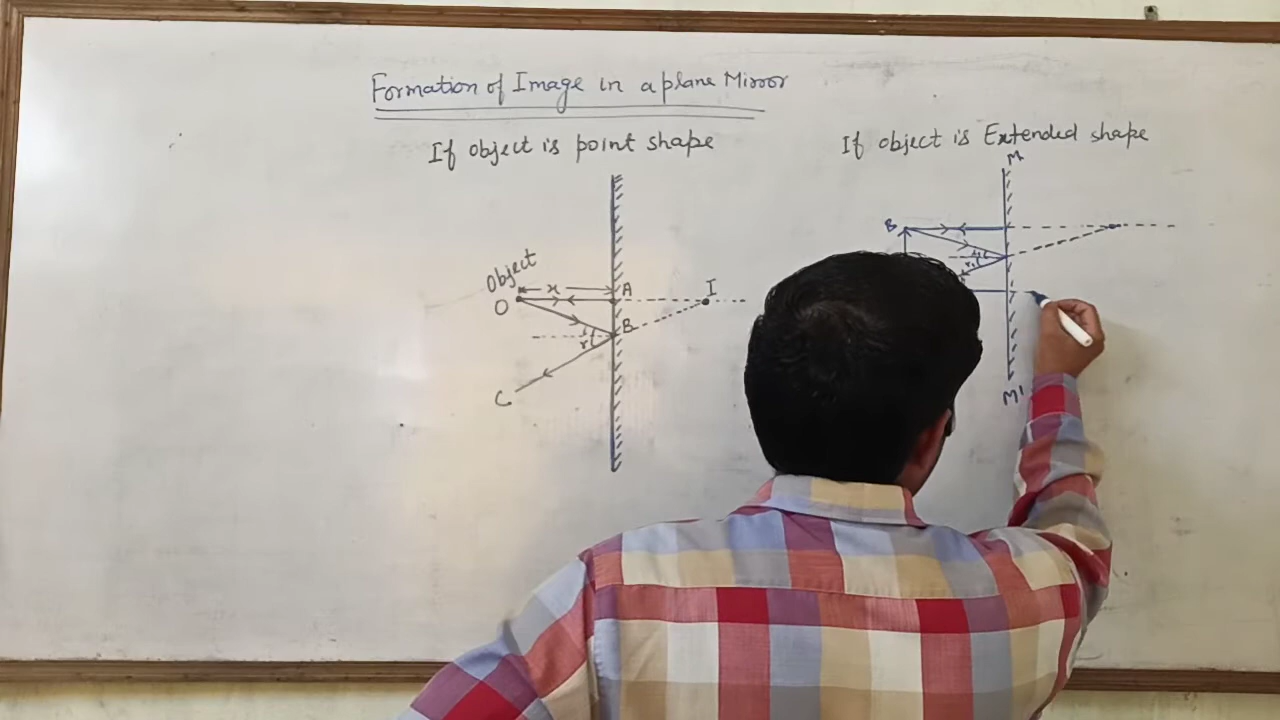 Formation of Image in a plane Mirror
If object is point shape
If object is Extended shape
M
B
Object
x
A
I
O
B
i
r
C
M1